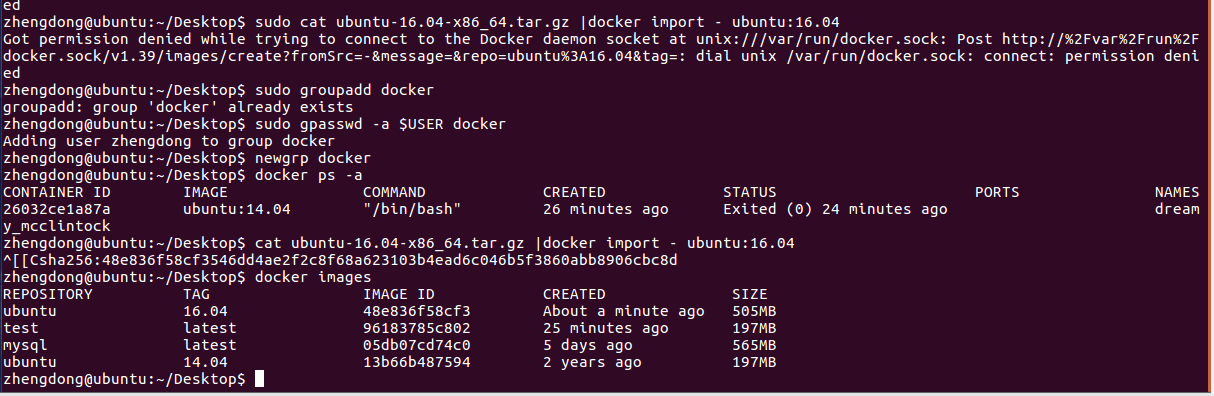 ed
zhengdong@ubuntu:~/Desktop$ sudo cat ubuntu-16.04-x86_64.tar.gz |docker import - ubuntu:16.04
Got permission denied while trying to connect to the Docker daemon socket at unix:///var/run/docker.sock: Post http://%2Fvar%2Frun%2F
docker.sock/v1.39/images/create?fromSrc=-&message=&repo=ubuntu%3A16.04&tag=: dial unix /var/run/docker.sock: connect: permission deni
ed
zhengdong@ubuntu:~/Desktop$ sudo groupadd docker
groupadd: group 'docker' already exists
zhengdong@ubuntu:~/Desktop$ sudo gpasswd -a $USER docker
Adding user zhengdong to group docker
zhengdong@ubuntu:~/Desktop$ newgrp docker
zhengdong@ubuntu:~/Desktop$ docker ps -a
CONTAINER ID        IMAGE               COMMAND             CREATED             STATUS                      PORTS               NAMES
26032ce1a87a        ubuntu:14.04        "/bin/bash"         26 minutes ago      Exited (0) 24 minutes ago                       dream
y_mcclintock
zhengdong@ubuntu:~/Desktop$ cat ubuntu-16.04-x86_64.tar.gz |docker import - ubuntu:16.04
^[[Csha256:48e836f58cf3546dd4ae2f2c8f68a623103b4ead6c046b5f3860abb8906cbc8d
zhengdong@ubuntu:~/Desktop$ docker images
REPOSITORY          TAG                 IMAGE ID            CREATED              SIZE
ubuntu              16.04               48e836f58cf3        About a minute ago   505MB
test                latest              96183785c802        25 minutes ago       197MB
mysql               latest              05db07cd74c0        5 days ago           565MB
ubuntu              14.04               13b66b487594        2 years ago          197MB
zhengdong@ubuntu:~/Desktop$